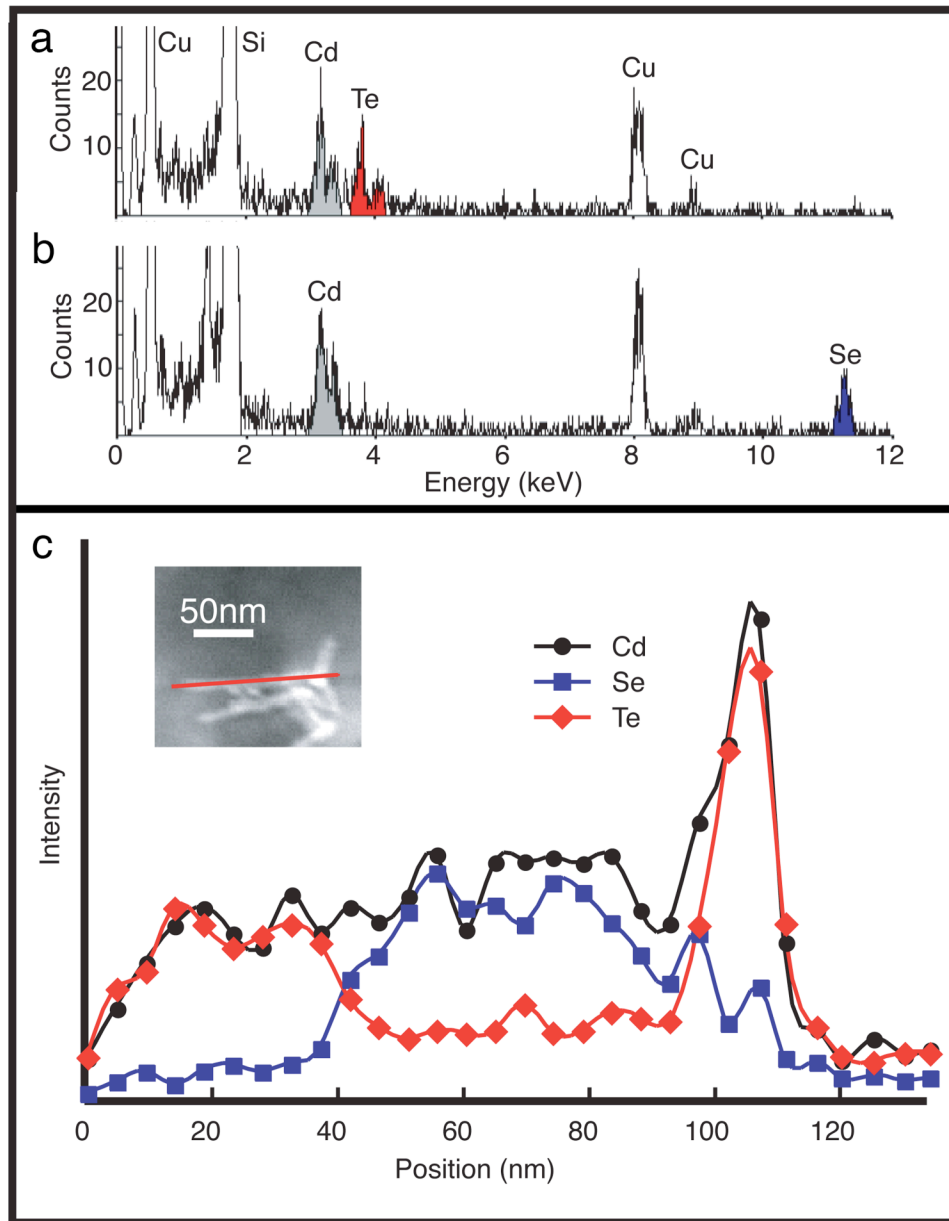 a
Cu
Si
Cd
Te
Cu
Cu
Counts
20
10
b
Cd
Se
Counts
20
10
0 2 4 6 8 10 12
Energy (keV)
c
50nm
Cd
Se
Te
Intensity
0 20 40 60 80 100 120
Position (nm)